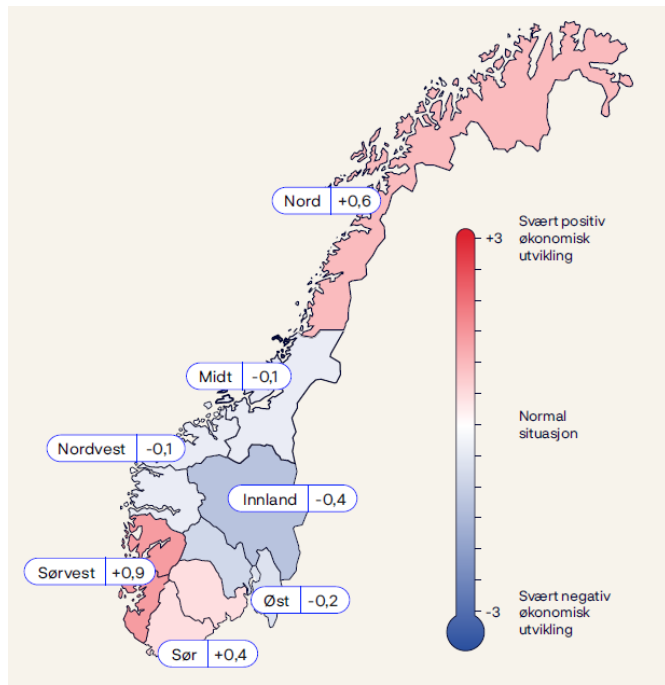 Nord +0,6
Svært positiv
økonomisk
utvikling
+3
Midt -0,1
Normal
situasjon
Nordvest -0,1
Innland -0,4
Sørvest +0,9
Øst -0,2
Svært negativ
økonomisk
utvikling
-3
Sør +0,4